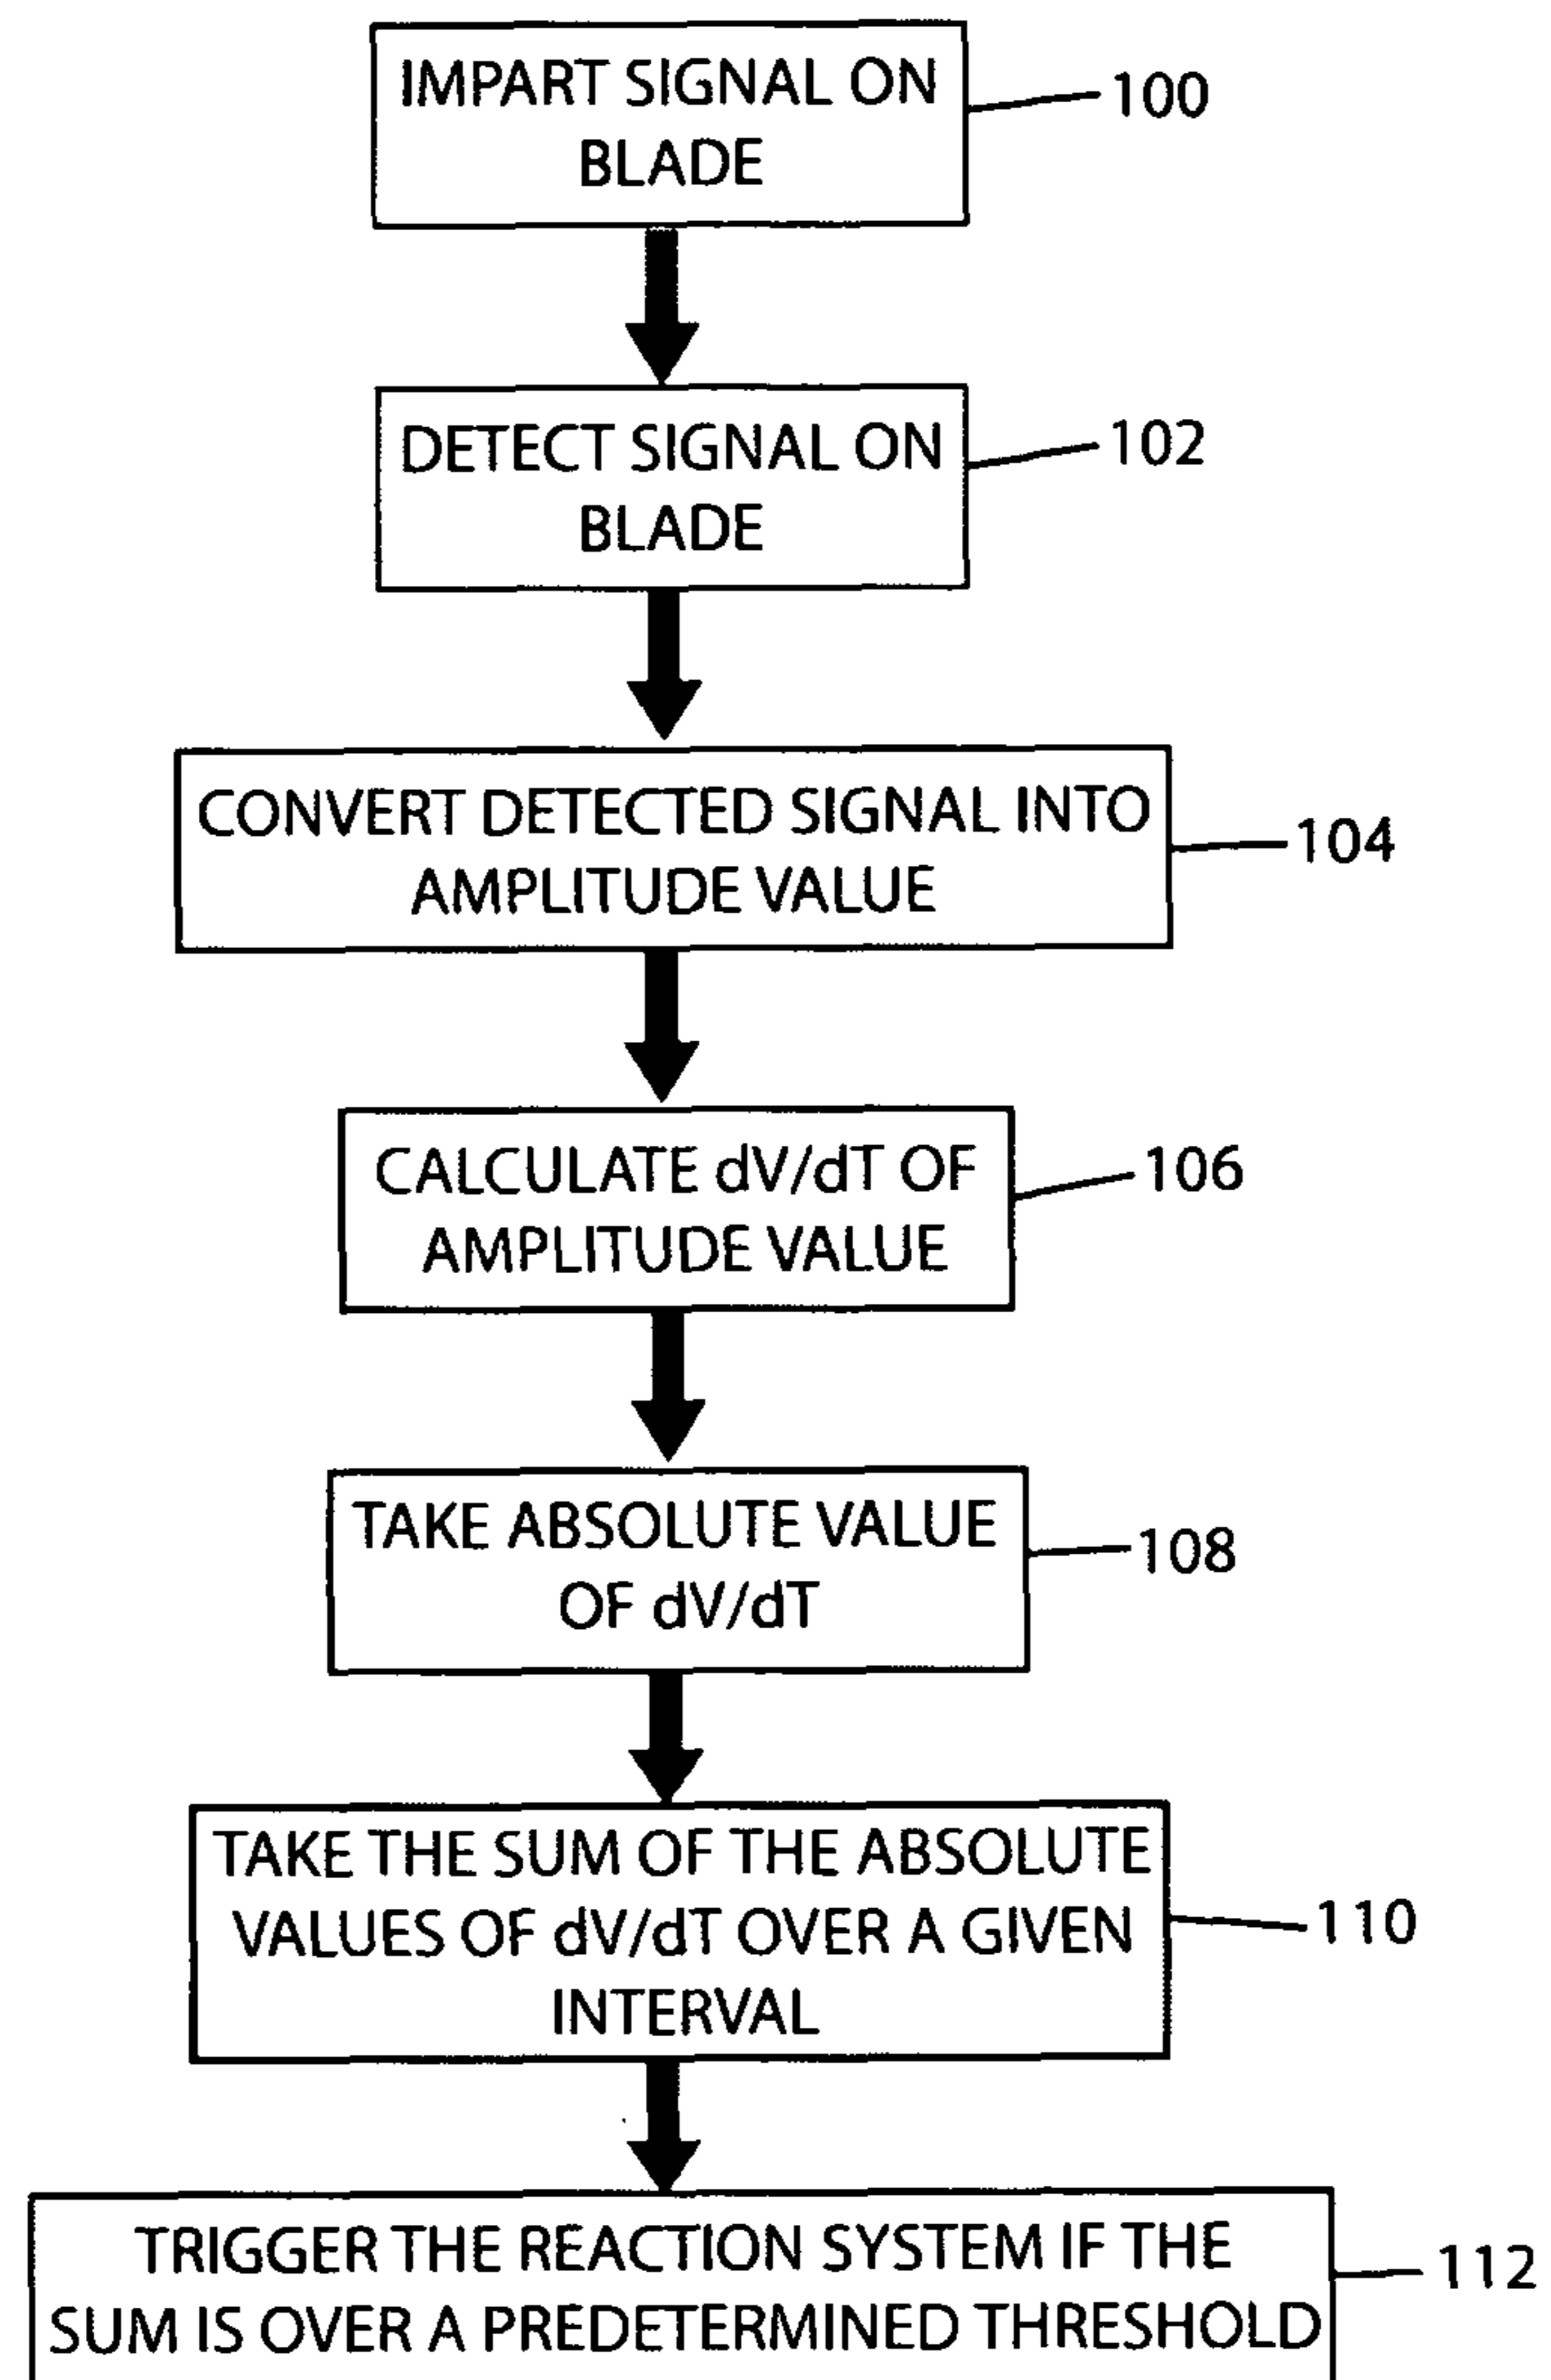 IMPART SIGNAL ON
BLADE
100
DETECT SIGNAL ON
BLADE
102
CONVERT DETECTED SIGNAL INTO
AMPLITUDE VALUE
104
CALCULATE dV/dT OF
AMPLITUDE VALUE
106
TAKE ABSOLUTE VALUE
OF dV/dT
108
TAKE THE SUM OF THE ABSOLUTE
VALUES OF dV/dT OVER A GIVEN
INTERVAL
110
TRIGGER THE REACTION SYSTEM IF THE
SUM IS OVER A PREDETERMINED THRESHOLD
112